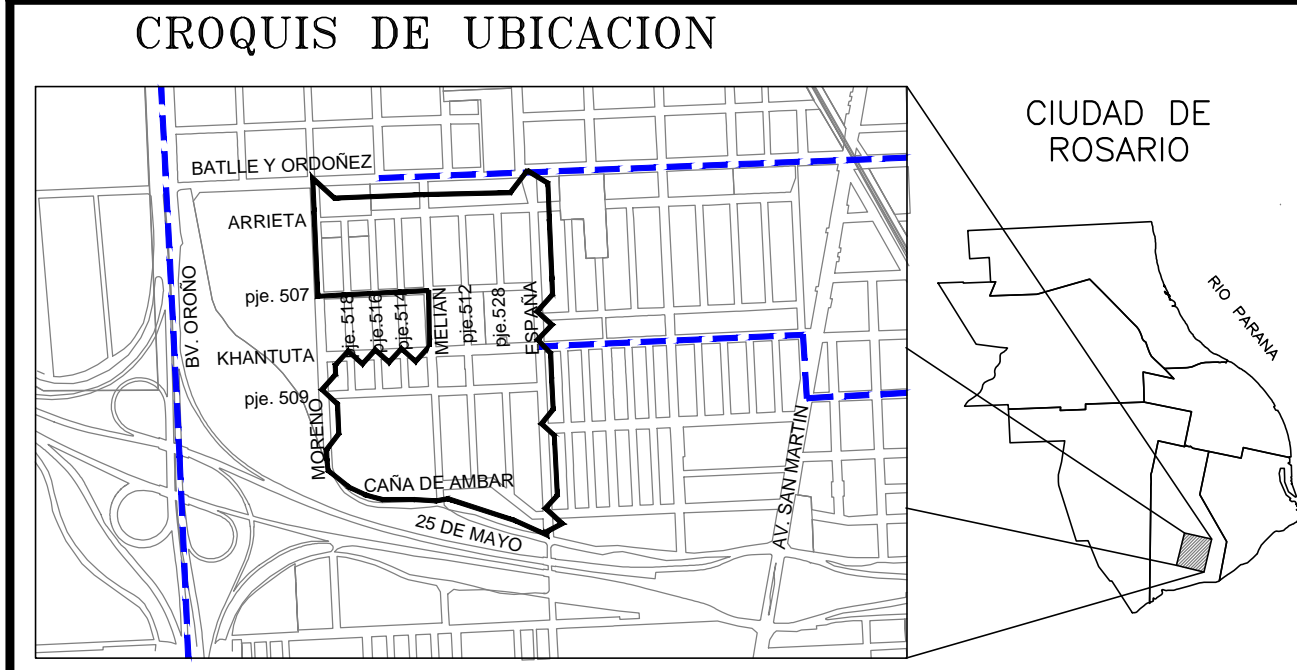 CROQUIS DE UBICACION
CIUDAD DE
ROSARIO
RIO PARANA
BATLLE Y ORDOÑEZ
ARRIETA
pje. 507
KHANTUTA
pje. 509
BV. OROÑO
MORENO
pje. 518
pje.516
pje.514
MELIAN
pje.512
pje.528
ESPAÑA
CAÑA DE AMBAR
25 DE MAYO
AV. SAN MARTIN